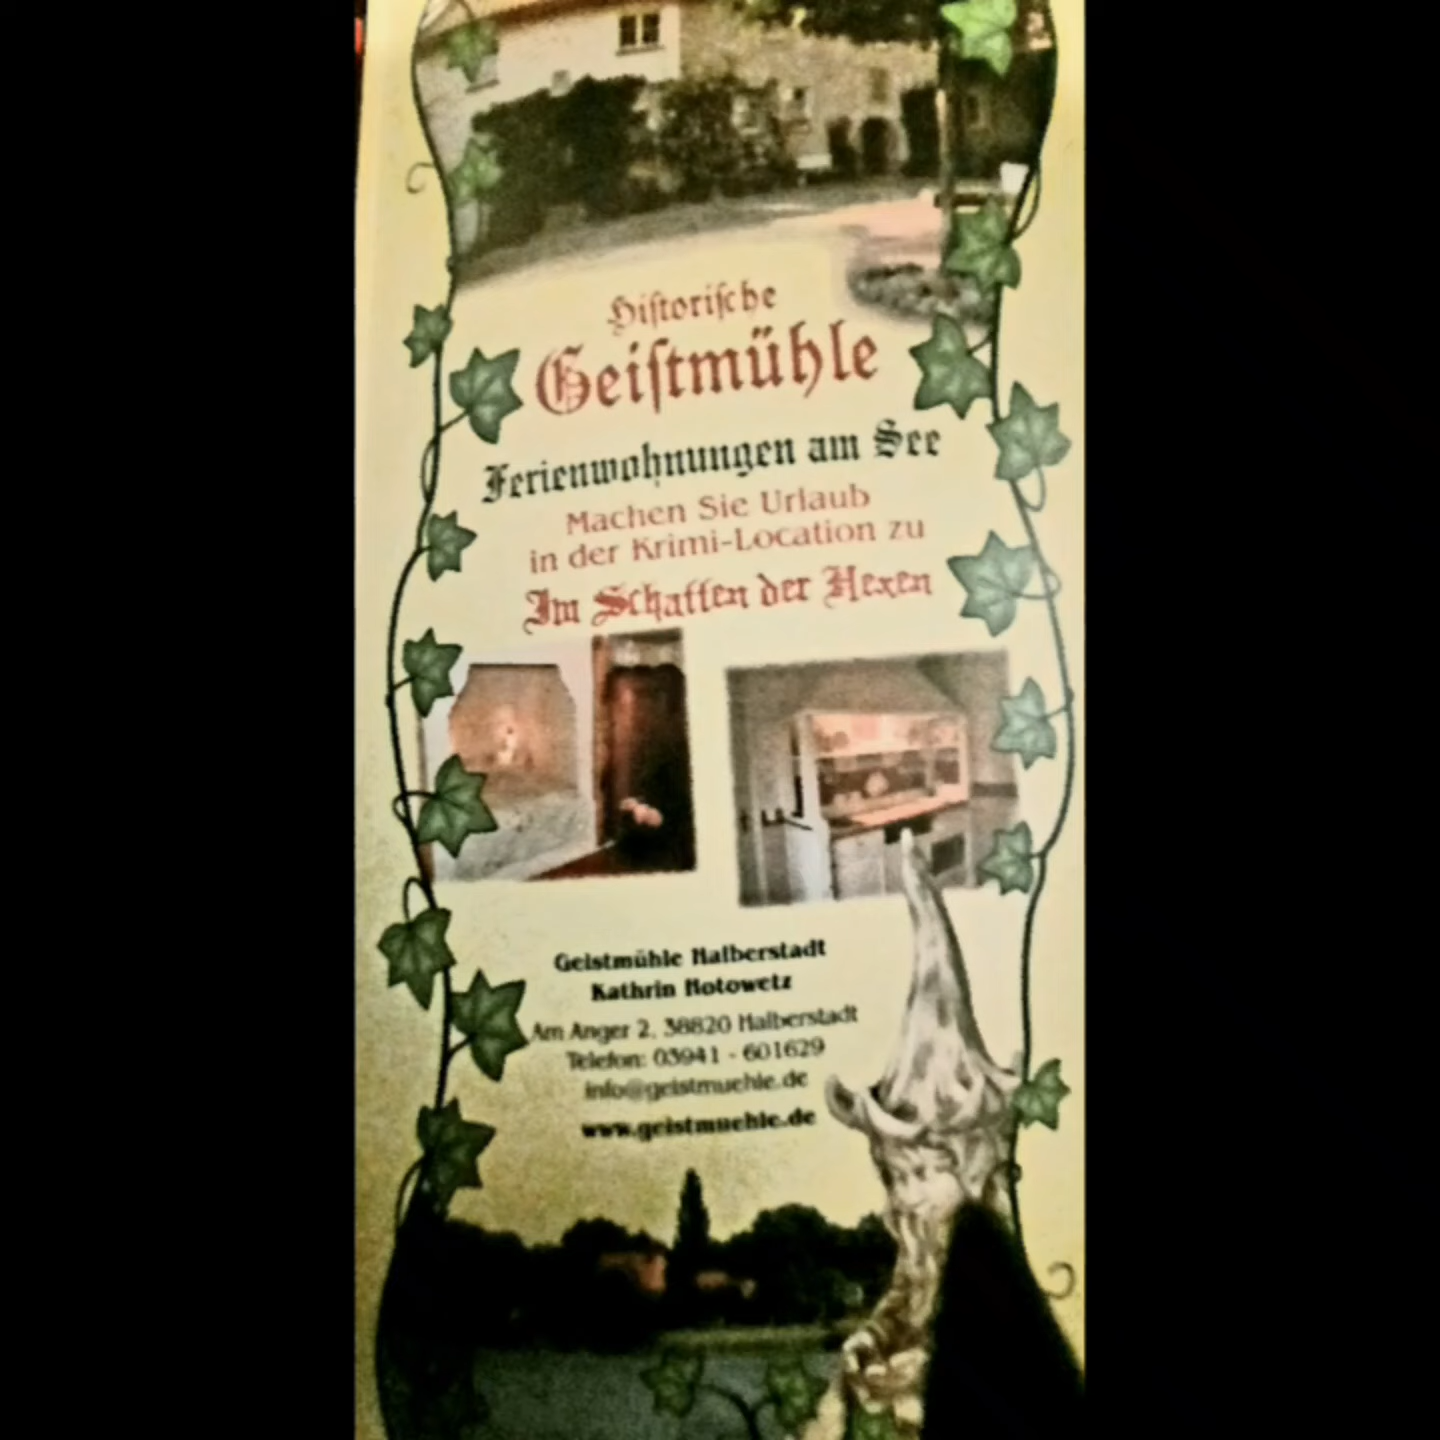 Historische
Geistmühle
Ferienwohnungen am See
Machen Sie Urlaub
in der Krimi-Location zu
Im Schatten der Hexen
Geistmühle Halberstadt
Kathrin Hotowetz
Am Anger 2, 38820 Halberstadt
Telefon: 03941 - 601629
info@geistmuehle.de
www.geistmuehle.de